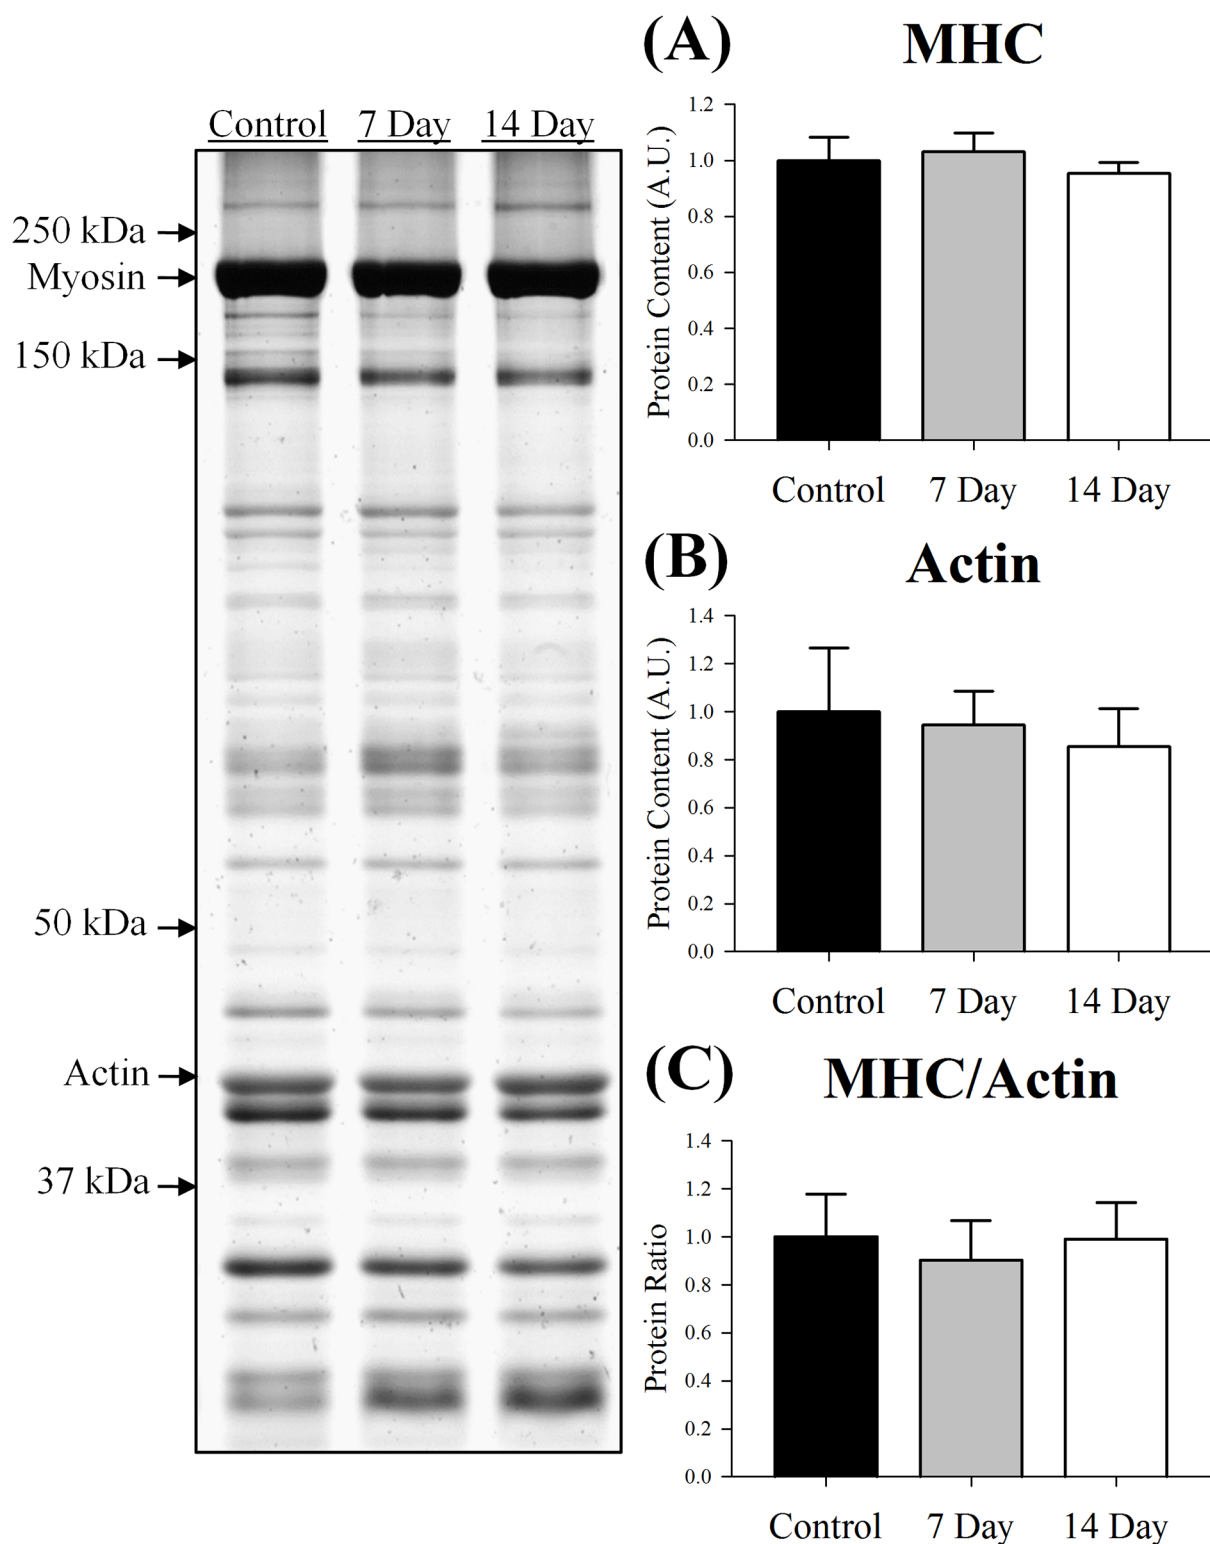 Control 7 Day 14 Day
250 kDa
Myosin
150 kDa
50 kDa
Actin
37 kDa
(A) MHC
Protein Content (A.U.)
1.2
1.0
0.8
0.6
0.4
0.2
0.0
Control 7 Day 14 Day
(B) Actin
Protein Content (A.U.)
1.4
1.2
1.0
0.8
0.6
0.4
0.2
0.0
Control 7 Day 14 Day
(C) MHC/Actin
Protein Ratio
1.4
1.2
1.0
0.8
0.6
0.4
0.2
0.0
Control 7 Day 14 Day